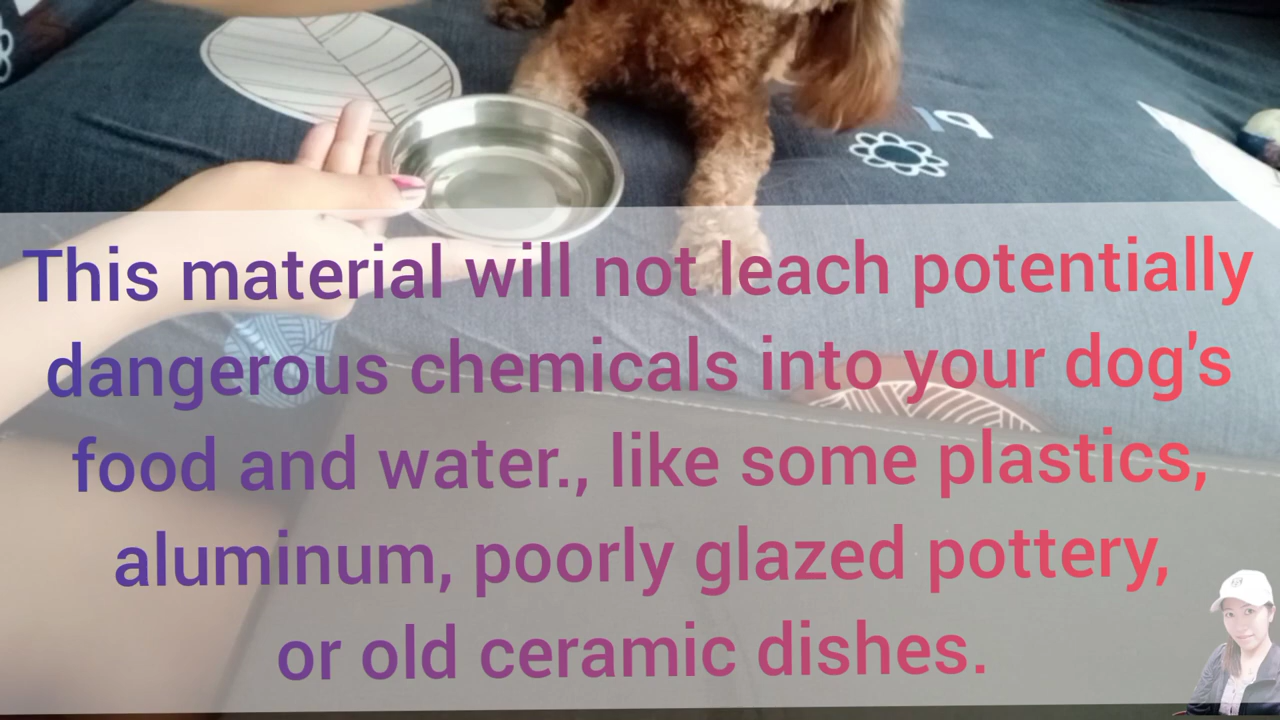 This material will not leach potentially
dangerous chemicals into your dog's
food and water., like some plastics,
aluminum, poorly glazed pottery,
or old ceramic dishes.